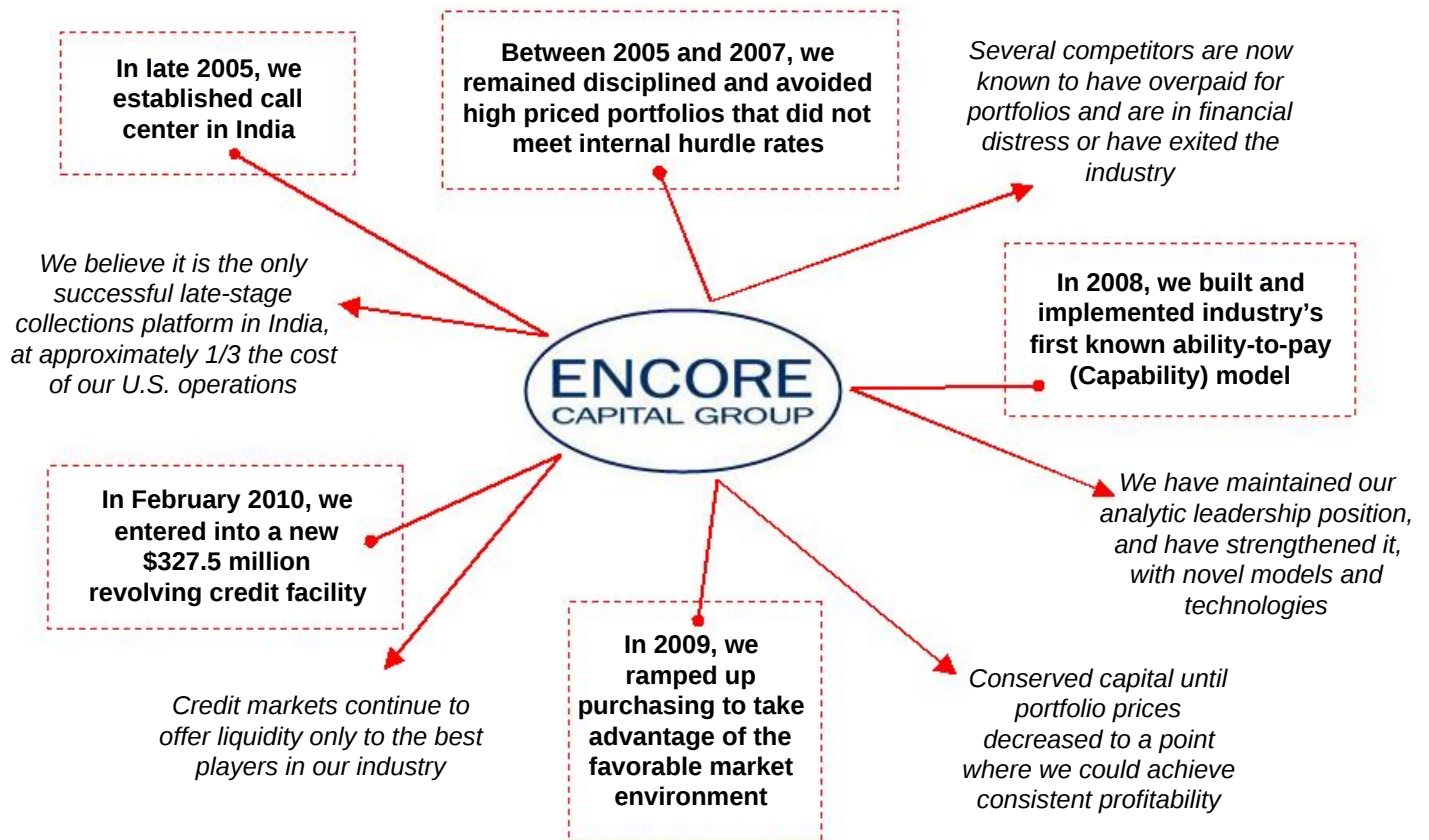 In late 2005, we
established call
center in India
Between 2005 and 2007, we
remained disciplined and avoided
high priced portfolios that did not
meet internal hurdle rates
Several competitors are now
known to have overpaid for
portfolios and are in financial
distress or have exited the
industry
We believe it is the only
successful late-stage
collections platform in India,
at approximately 1/3 the cost
of our U.S. operations
In 2008, we built and
implemented industry’s
first known ability-to-pay
(Capability) model
ENCORE
CAPITAL GROUP
We have maintained our
analytic leadership position,
and have strengthened it,
with novel models and
technologies
In February 2010, we
entered into a new
$327.5 million
revolving credit facility
Credit markets continue to
offer liquidity only to the best
players in our industry
In 2009, we
ramped up
purchasing to take
advantage of the
favorable market
environment
Conserved capital until
portfolio prices
decreased to a point
where we could achieve
consistent profitability